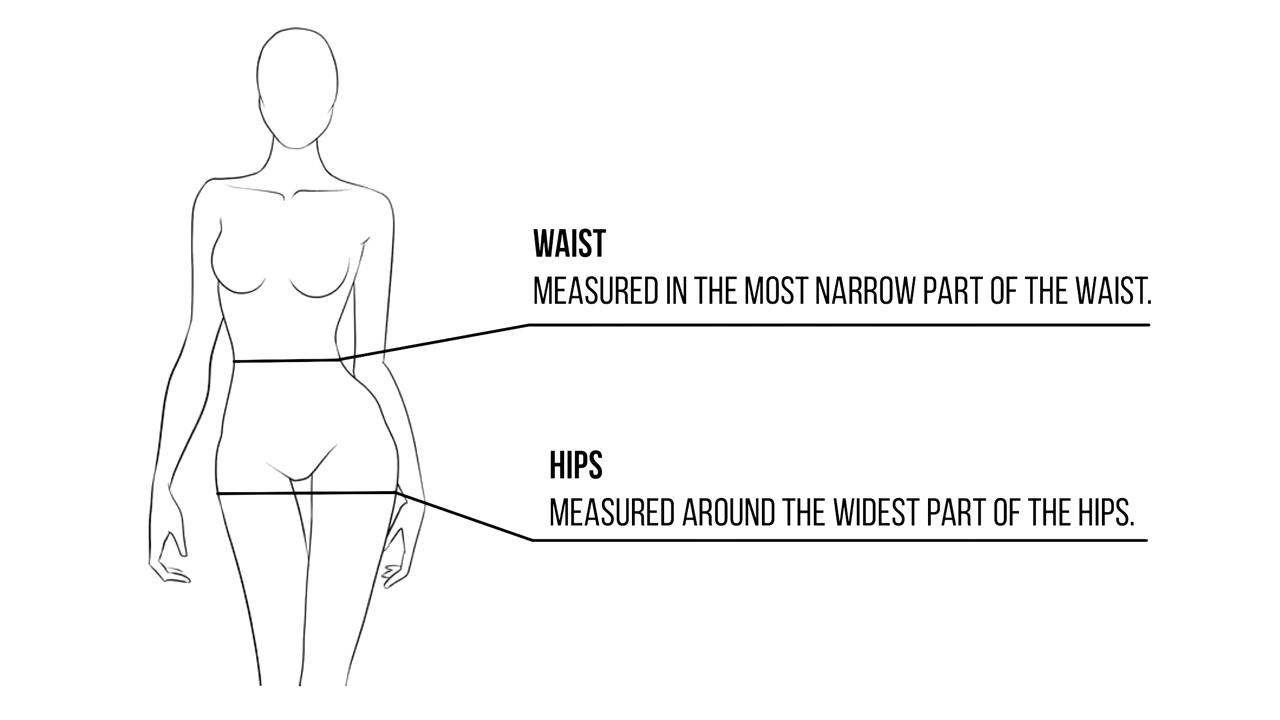 WAIST
MEASURED IN THE MOST NARROW PART OF THE WAIST.
HIPS
MEASURED AROUND THE WIDEST PART OF THE HIPS.